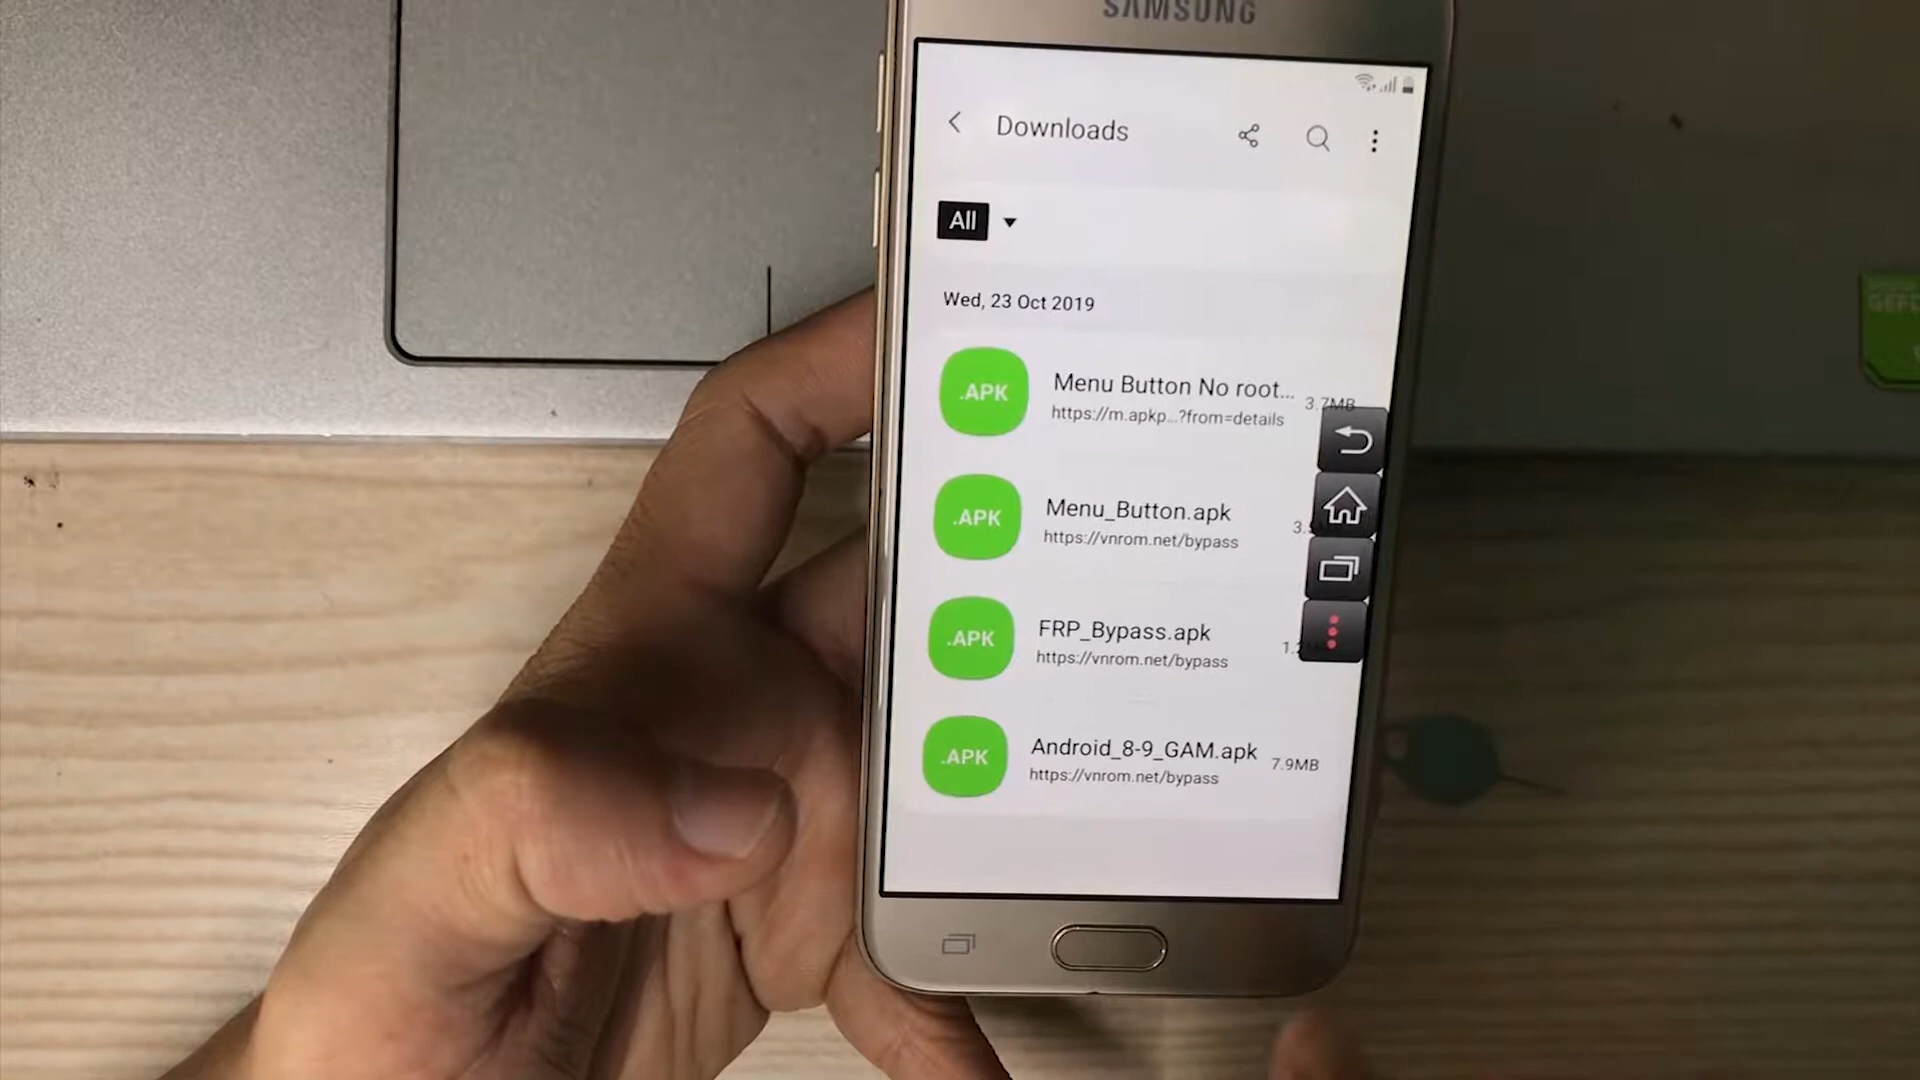 SAMSUNG
Downloads
All
Wed, 23 Oct 2019
.APK
Menu Button No root...
3.7MB
https://m.apkp...?from=details
.APK
Menu_Button.apk
https://vnrom.net/bypass
.APK
FRP_Bypass.apk
https://vnrom.net/bypass
.APK
Android_8-9_GAM.apk
7.9MB
https://vnrom.net/bypass